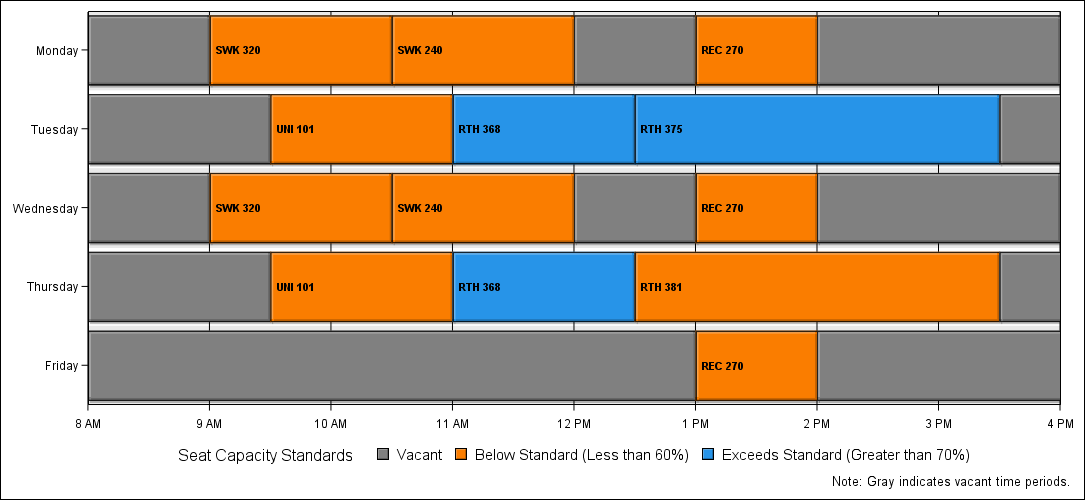 Monday SWK 320 SWK 240 REC 270
Tuesday UNI 101 RTH 368 RTH 375
Wednesday SWK 320 SWK 240 REC 270
Thursday UNI 101 RTH 368 RTH 381
Friday REC 270
8 AM 9 AM 10 AM 11 AM 12 PM 1 PM 2 PM 3 PM 4 PM
Seat Capacity Standards Vacant Below Standard (Less than 60%) Exceeds Standard (Greater than 70%)
Note: Gray indicates vacant time periods.